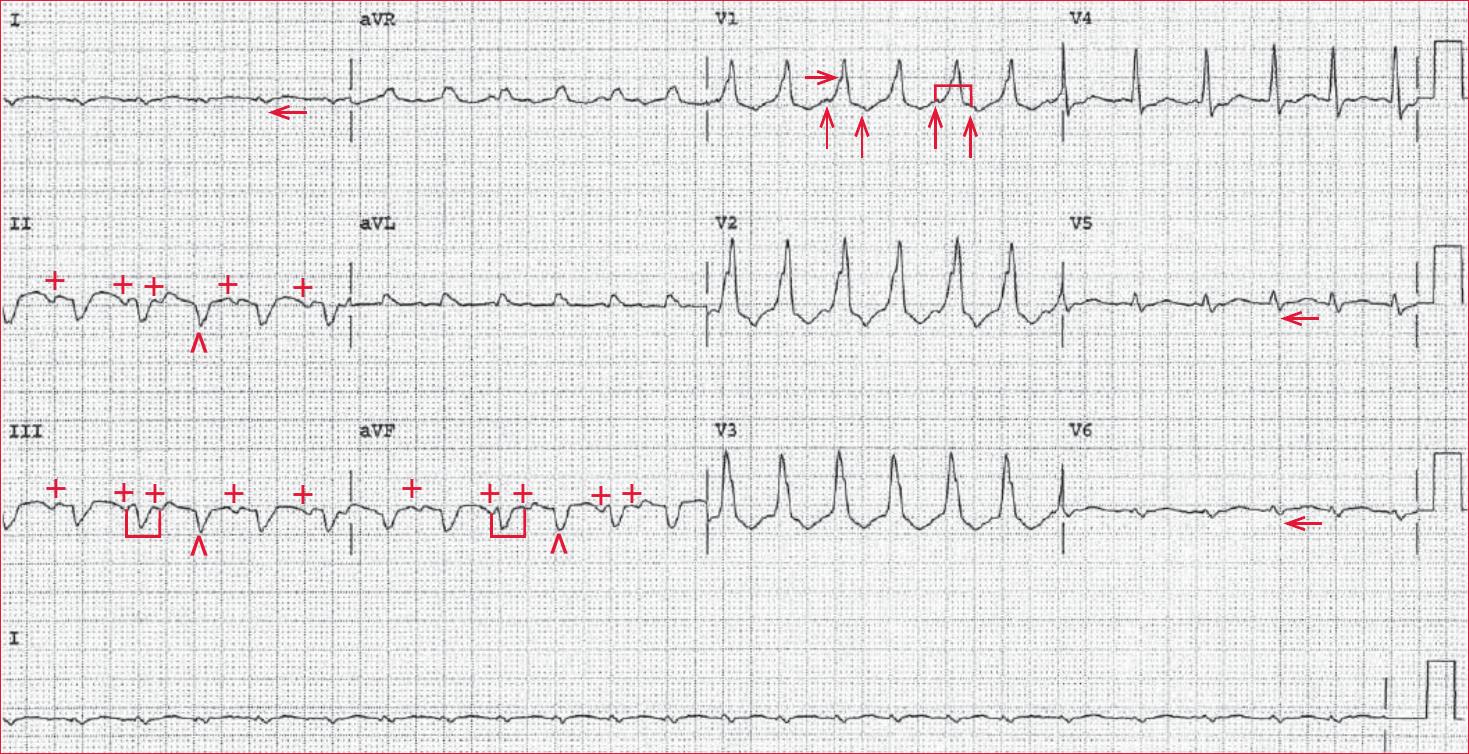 I aVR V1 V4
II aVL V2 V5
+ + + + +
^
III aVF V3 V6
+ + + + + + + + + +
^ ^
I